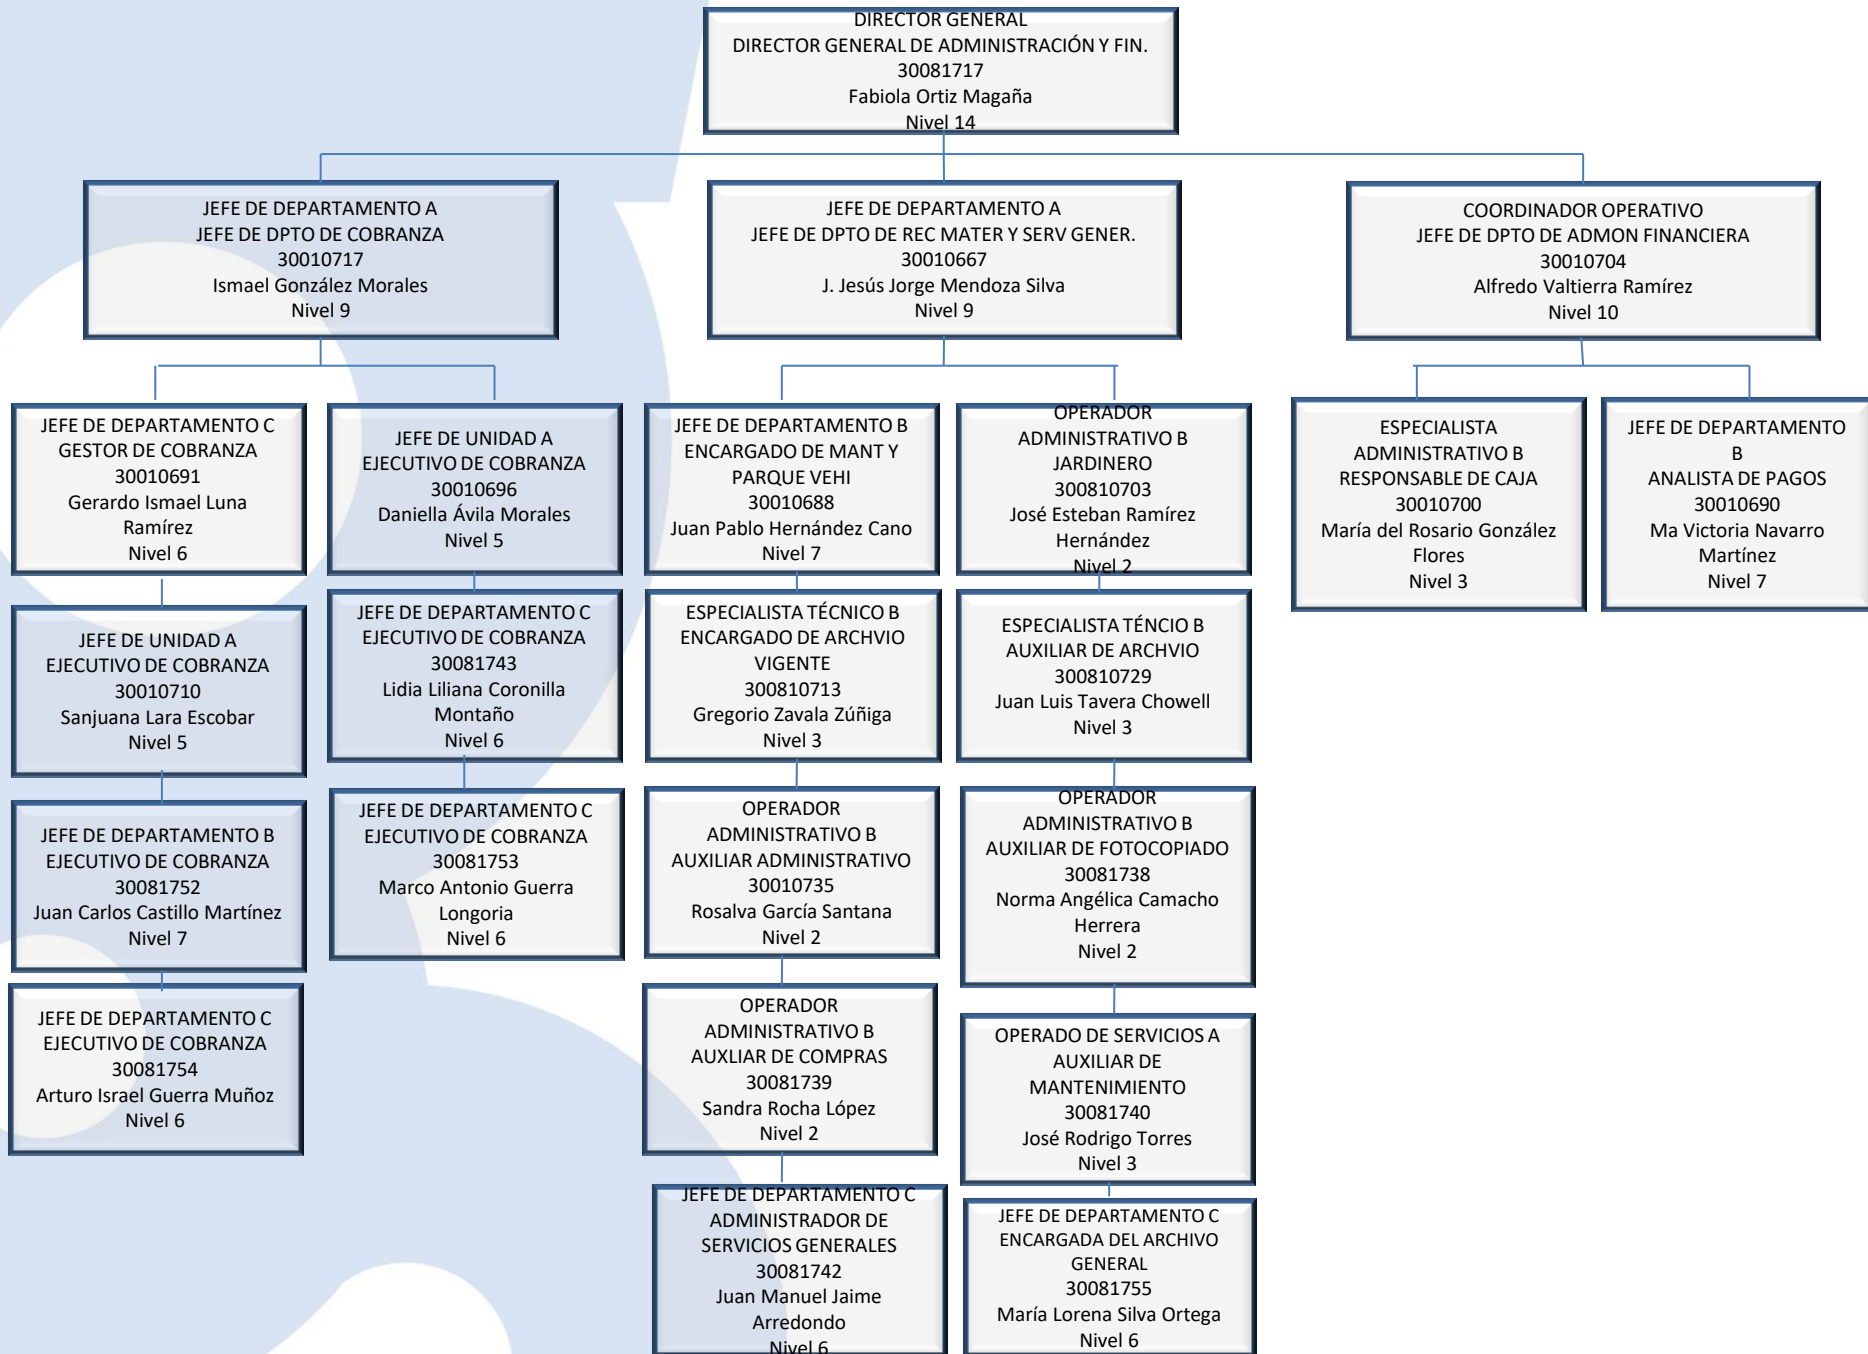 DIRECTOR GENERAL
DIRECTOR GENERAL DE ADMINISTRACIÓN Y FIN.
30081717
Fabiola Ortiz Magaña
Nivel 14
JEFE DE DEPARTAMENTO A
JEFE DE DPTO DE COBRANZA
30010717
Ismael González Morales
Nivel 9
JEFE DE DEPARTAMENTO A
JEFE DE DPTO DE REC MATER Y SERV GENER.
30010667
J. Jesús Jorge Mendoza Silva
Nivel 9
COORDINADOR OPERATIVO
JEFE DE DPTO DE ADMON FINANCIERA
30010704
Alfredo Valtierra Ramírez
Nivel 10
JEFE DE DEPARTAMENTO C
GESTOR DE COBRANZA
30010691
Gerardo Ismael Luna
Ramírez
Nivel 6
JEFE DE UNIDAD A
EJECUTIVO DE COBRANZA
30010696
Daniella Ávila Morales
Nivel 5
JEFE DE DEPARTAMENTO B
ENCARGADO DE MANT Y
PARQUE VEHI
30010688
Juan Pablo Hernández Cano
Nivel 7
OPERADOR
ADMINISTRATIVO B
JARDINERO
300810703
José Esteban Ramírez
Hernández
Nivel 2
ESPECIALISTA
ADMINISTRATIVO B
RESPONSABLE DE CAJA
30010700
María del Rosario González
Flores
Nivel 3
JEFE DE DEPARTAMENTO
B
ANALISTA DE PAGOS
30010690
Ma Victoria Navarro
Martínez
Nivel 7
JEFE DE UNIDAD A
EJECUTIVO DE COBRANZA
30010710
Sanjuana Lara Escobar
Nivel 5
JEFE DE DEPARTAMENTO C
EJECUTIVO DE COBRANZA
30081743
Lidia Liliana Coronilla
Montaño
Nivel 6
ESPECIALISTA TÉCNICO B
ENCARGADO DE ARCHVIO
VIGENTE
300810713
Gregorio Zavala Zúñiga
Nivel 3
ESPECIALISTA TÉNCIO B
AUXILIAR DE ARCHVIO
300810729
Juan Luis Tavera Chowell
Nivel 3
JEFE DE DEPARTAMENTO B
EJECUTIVO DE COBRANZA
30081752
Juan Carlos Castillo Martínez
Nivel 7
JEFE DE DEPARTAMENTO C
EJECUTIVO DE COBRANZA
30081753
Marco Antonio Guerra
Longoria
Nivel 6
OPERADOR
ADMINISTRATIVO B
AUXILIAR ADMINISTRATIVO
30010735
Rosalva García Santana
Nivel 2
OPERADOR
ADMINISTRATIVO B
AUXILIAR DE FOTOCOPIADO
30081738
Norma Angélica Camacho
Herrera
Nivel 2
JEFE DE DEPARTAMENTO C
EJECUTIVO DE COBRANZA
30081754
Arturo Israel Guerra Muñoz
Nivel 6
OPERADOR
ADMINISTRATIVO B
AUXLIAR DE COMPRAS
30081739
Sandra Rocha López
Nivel 2
OPERADO DE SERVICIOS A
AUXILIAR DE
MANTENIMIENTO
30081740
José Rodrigo Torres
Nivel 3
JEFE DE DEPARTAMENTO C
ADMINISTRADOR DE
SERVICIOS GENERALES
30081742
Juan Manuel Jaime
Arredondo
Nivel 6
JEFE DE DEPARTAMENTO C
ENCARGADA DEL ARCHIVO
GENERAL
30081755
María Lorena Silva Ortega
Nivel 6